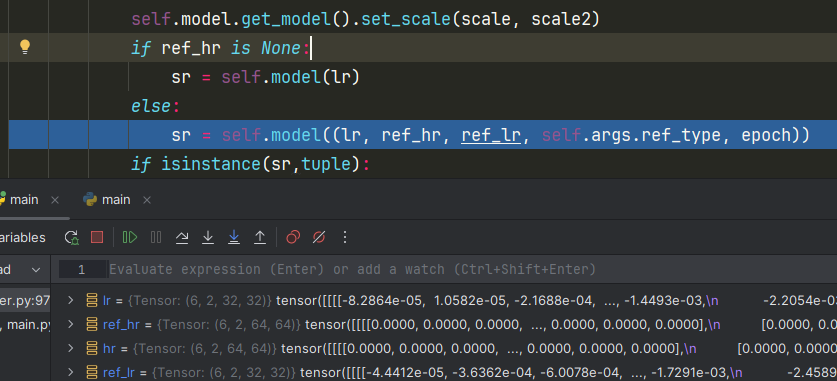 self.model.get_model().set_scale(scale, scale2)
if ref_hr is None:
sr = self.model(lr)
else:
sr = self.model((lr, ref_hr, ref_lr, self.args.ref_type, epoch))
if isinstance(sr,tuple):
main × main ×
ariables
ad 1 Evaluate expression (Enter) or add a watch (Ctrl+Shift+Enter)
er.py:97 > lr = {Tensor: (6, 2, 32, 32)} tensor([[[[-8.2864e-05, 1.0582e-05, -2.1688e-04, ..., -1.4493e-03,\n -2.2054e-03
, main.py > ref_hr = {Tensor: (6, 2, 64, 64)} tensor([[[[0.0000, 0.0000, 0.0000, ..., 0.0000, 0.0000, 0.0000],\n [0.0000, 0.0000,
> hr = {Tensor: (6, 2, 64, 64)} tensor([[[[0.0000, 0.0000, 0.0000, ..., 0.0000, 0.0000, 0.0000],\n [0.0000, 0.0000,
> ref_lr = {Tensor: (6, 2, 32, 32)} tensor([[[[-4.4412e-05, -3.6362e-04, -6.0078e-04, ..., -1.7291e-03,\n -2.4589